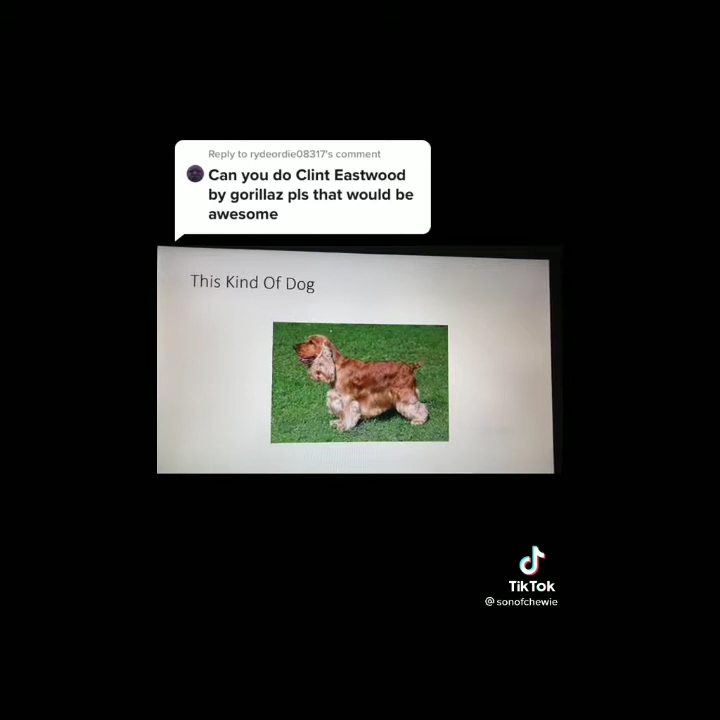 Reply to rydeordie08317's comment
Can you do Clint Eastwood
by gorillaz pls that would be
awesome
This Kind Of Dog
TikTok
@sonofchewie